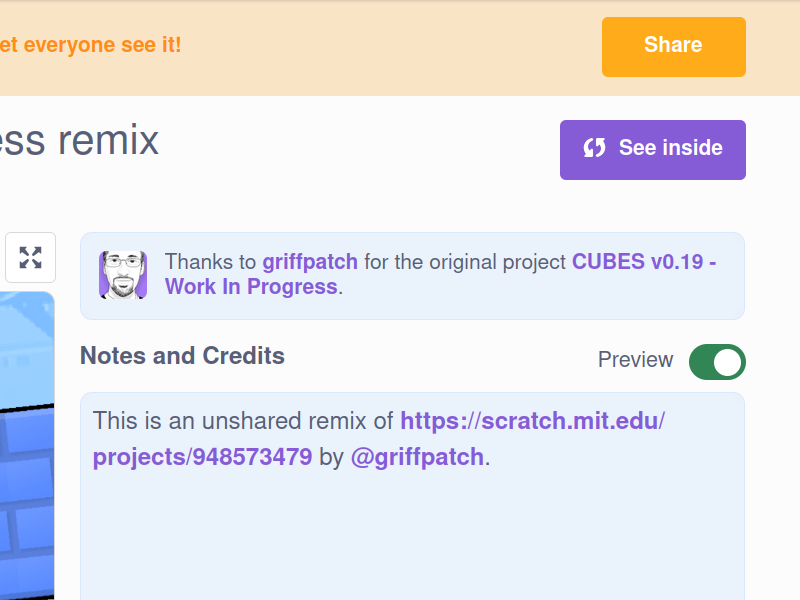 et everyone see it!
Share
ess remix
See inside
Thanks to griffpatch for the original project CUBES v0.19 -
Work In Progress.
Notes and Credits
Preview
This is an unshared remix of https://scratch.mit.edu/
projects/948573479 by @griffpatch.